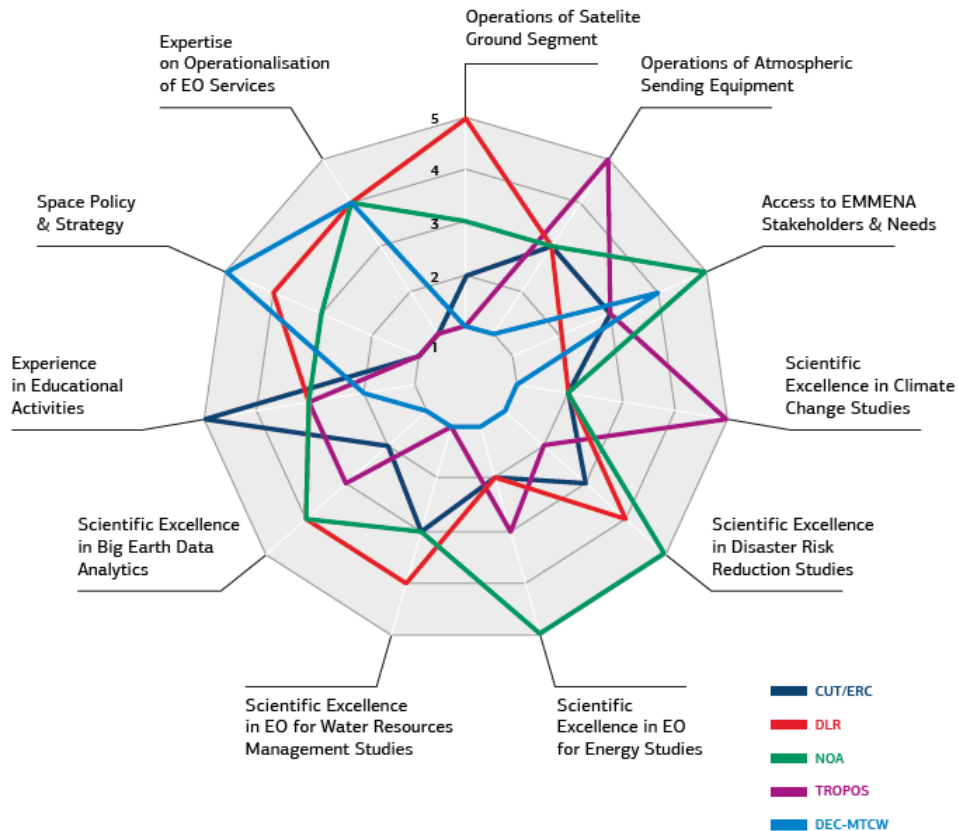 Operations of Satelite
Ground Segment
Expertise
on Operationalisation
of EO Services
Operations of Atmospheric
Sending Equipment
Space Policy
& Strategy
Access to EMMENA
Stakeholders & Needs
Experience
in Educational
Activities
Scientific
Excellence in Climate
Change Studies
Scientific Excellence
in Big Earth Data
Analytics
Scientific Excellence
in Disaster Risk
Reduction Studies
Scientific Excellence
in EO for Water Resources
Management Studies
Scientific
Excellence in EO
for Energy Studies
5
4
3
2
1
CUT/ERC
DLR
NOA
TROPOS
DEC-MTCW